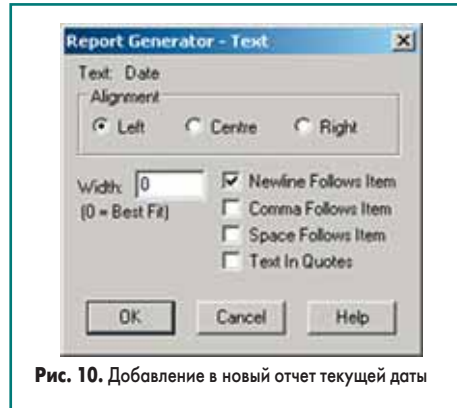 Report Generator - Text
Text: Date
Alignment
Left Centre Right
Width: 0 Newline Follows Item
(0 = Best Fit) Comma Follows Item
Space Follows Item
Text In Quotes
OK Cancel Help
Рис. 10. Добавление в новый отчет текущей даты